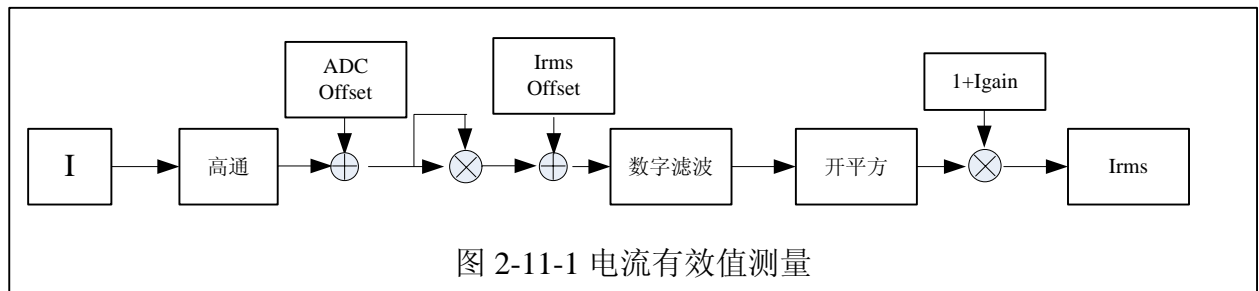 ADC
Offset
Irms
Offset
1+Igain
I
高通
数字滤波
开平方
Irms
图 2-11-1 电流有效值测量